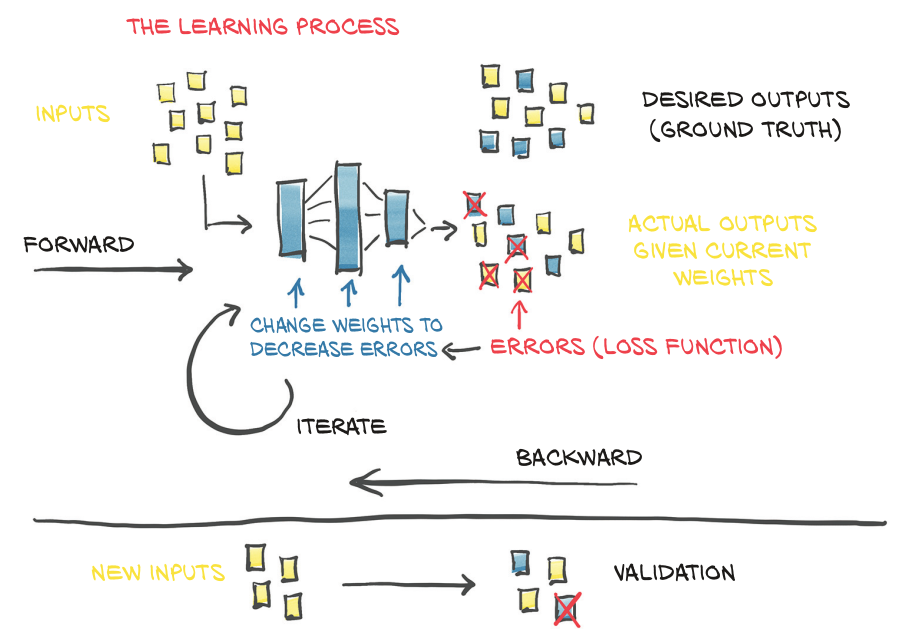 THE LEARNING PROCESS
INPUTS
DESIRED OUTPUTS
(GROUND TRUTH)
FORWARD
ACTUAL OUTPUTS
GIVEN CURRENT
WEIGHTS
CHANGE WEIGHTS TO
DECREASE ERRORS
ERRORS (LOSS FUNCTION)
ITERATE
BACKWARD
NEW INPUTS
VALIDATION